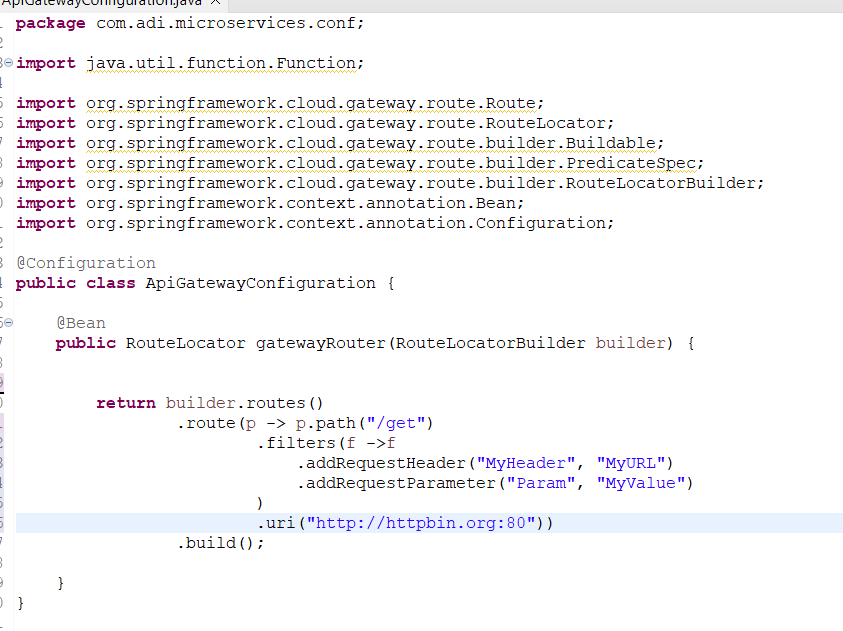 ApiGatewayConfiguration.java
package com.adi.microservices.conf;
import java.util.function.Function;
import org.springframework.cloud.gateway.route.Route;
import org.springframework.cloud.gateway.route.RouteLocator;
import org.springframework.cloud.gateway.route.builder.Buildable;
import org.springframework.cloud.gateway.route.builder.PredicateSpec;
import org.springframework.cloud.gateway.route.builder.RouteLocatorBuilder;
import org.springframework.context.annotation.Bean;
import org.springframework.context.annotation.Configuration;
@Configuration
public class ApiGatewayConfiguration {
@Bean
public RouteLocator gatewayRouter(RouteLocatorBuilder builder) {
return builder.routes()
.route(p -> p.path("/get")
.filters(f ->f
.addRequestHeader("MyHeader", "MyURL")
.addRequestParameter("Param", "MyValue")
)
.uri("http://httpbin.org:80"))
.build();
}
}